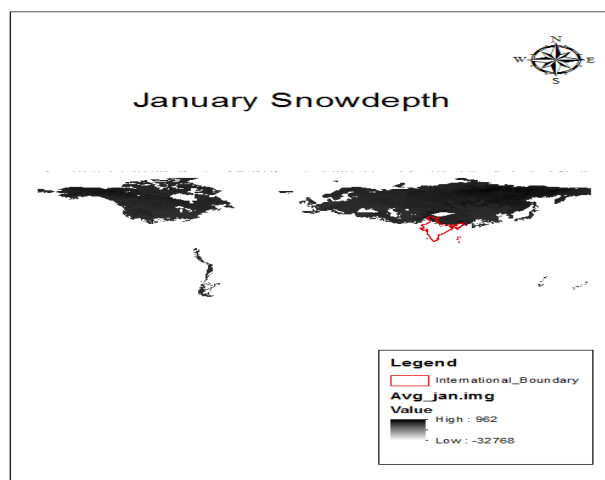 N
W E
S
January Snowdepth
Legend
International_Boundary
Avg_jan.img
Value
High : 962
Low : -32768